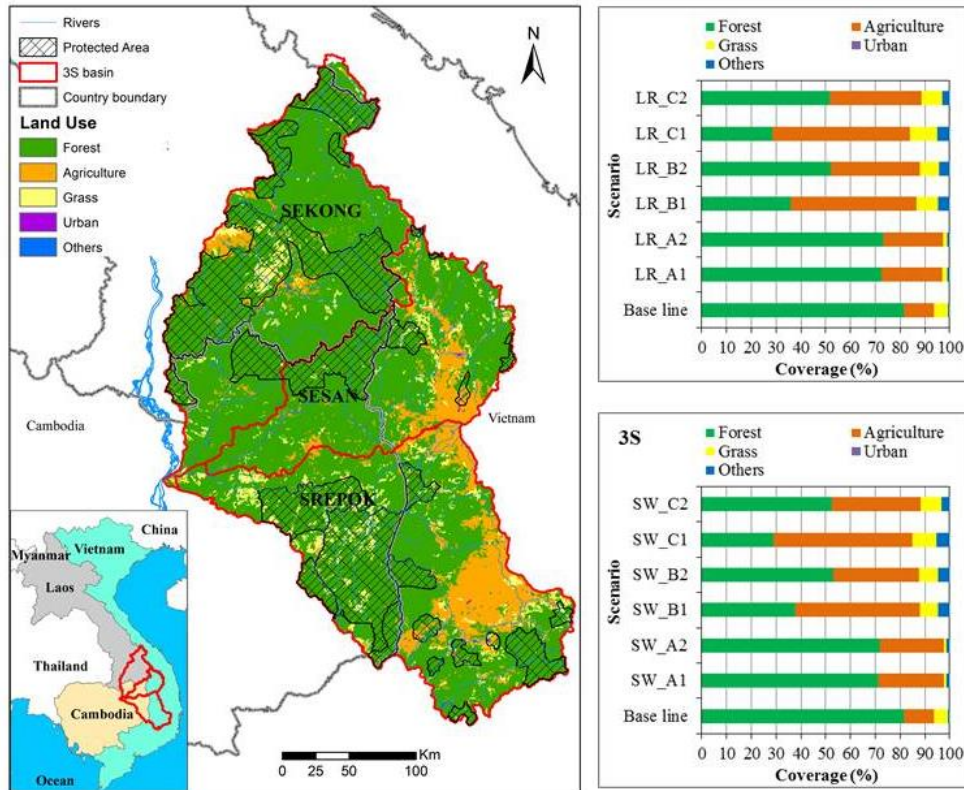 Rivers
Protected Area
3S basin
Country boundary
Land Use
Forest
Agriculture
Grass
Urban
Others
N
SEKONG
SESAN
SREPOK
Cambodia
Vietnam
China
Myanmar
Vietnam
Laos
Thailand
Cambodia
Ocean
Km
0 25 50 100
Forest Agriculture
Grass Urban
Others
Scenario
LR_C2
LR_C1
LR_B2
LR_B1
LR_A2
LR_A1
Base line
0 10 20 30 40 50 60 70 80 90 100
Coverage (%)
3S
Forest Agriculture
Grass Urban
Others
Scenario
SW_C2
SW_C1
SW_B2
SW_B1
SW_A2
SW_A1
Base line
0 10 20 30 40 50 60 70 80 90 100
Coverage (%)